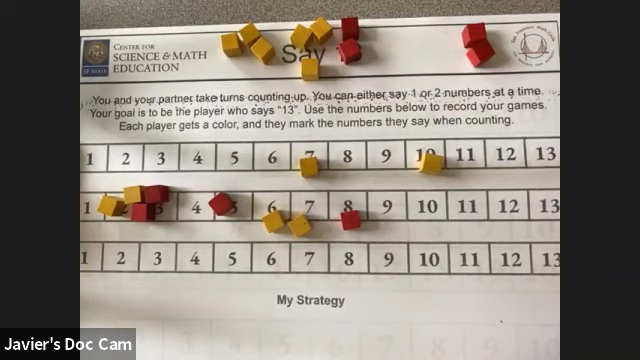 CENTER FOR
SCIENCE & MATH
EDUCATION
SF STATE
Say
You and your partner take turns counting up. You can either say 1 or 2 numbers at a time.
Your goal is to be the player who says "13". Use the numbers below to record your games.
Each player gets a color, and they mark the numbers they say when counting.
1 2 3 4 5 6 7 8 9 10 11 12 13
1 3 4 6 7 8 9 10 11 12 13
1 2 3 4 5 6 7 8 9 10 11 12 13
My Strategy
Javier's Doc Cam